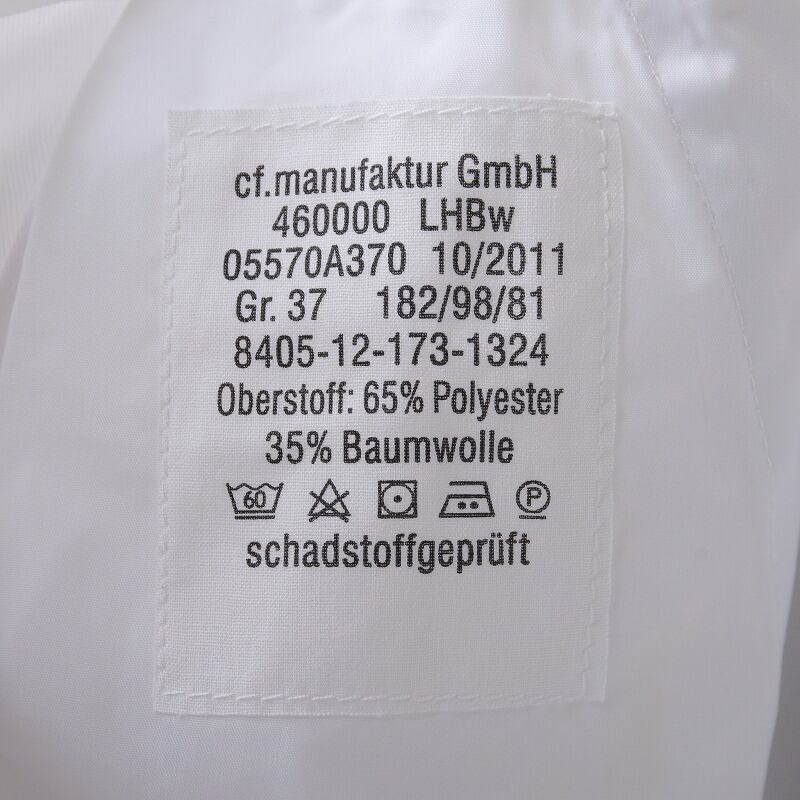 cf.manufaktur GmbH
460000 LHBw
05570A370 10/2011
Gr. 37 182/98/81
8405-12-173-1324
Oberstoff: 65% Polyester
35% Baumwolle
60 P
schadstoffgeprüft